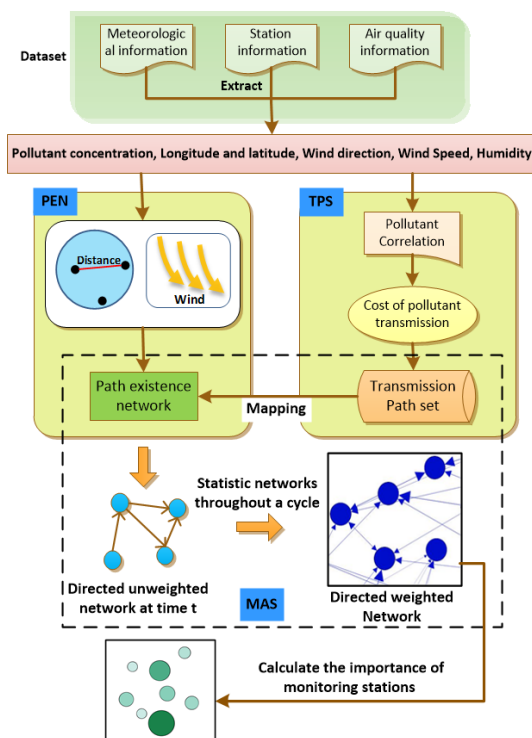 Meteorologic
al information
Station
information
Air quality
information
Dataset
Extract
Pollutant concentration, Longitude and latitude, Wind direction, Wind Speed, Humidity
PEN
TPS
Distance
Wind
Pollutant
Correlation
Cost of pollutant
transmission
Path existence
network
Mapping
Transmission
Path set
Statistic networks
throughout a cycle
Directed unweighted
network at time t
MAS
Directed weighted
Network
Calculate the importance of
monitoring stations